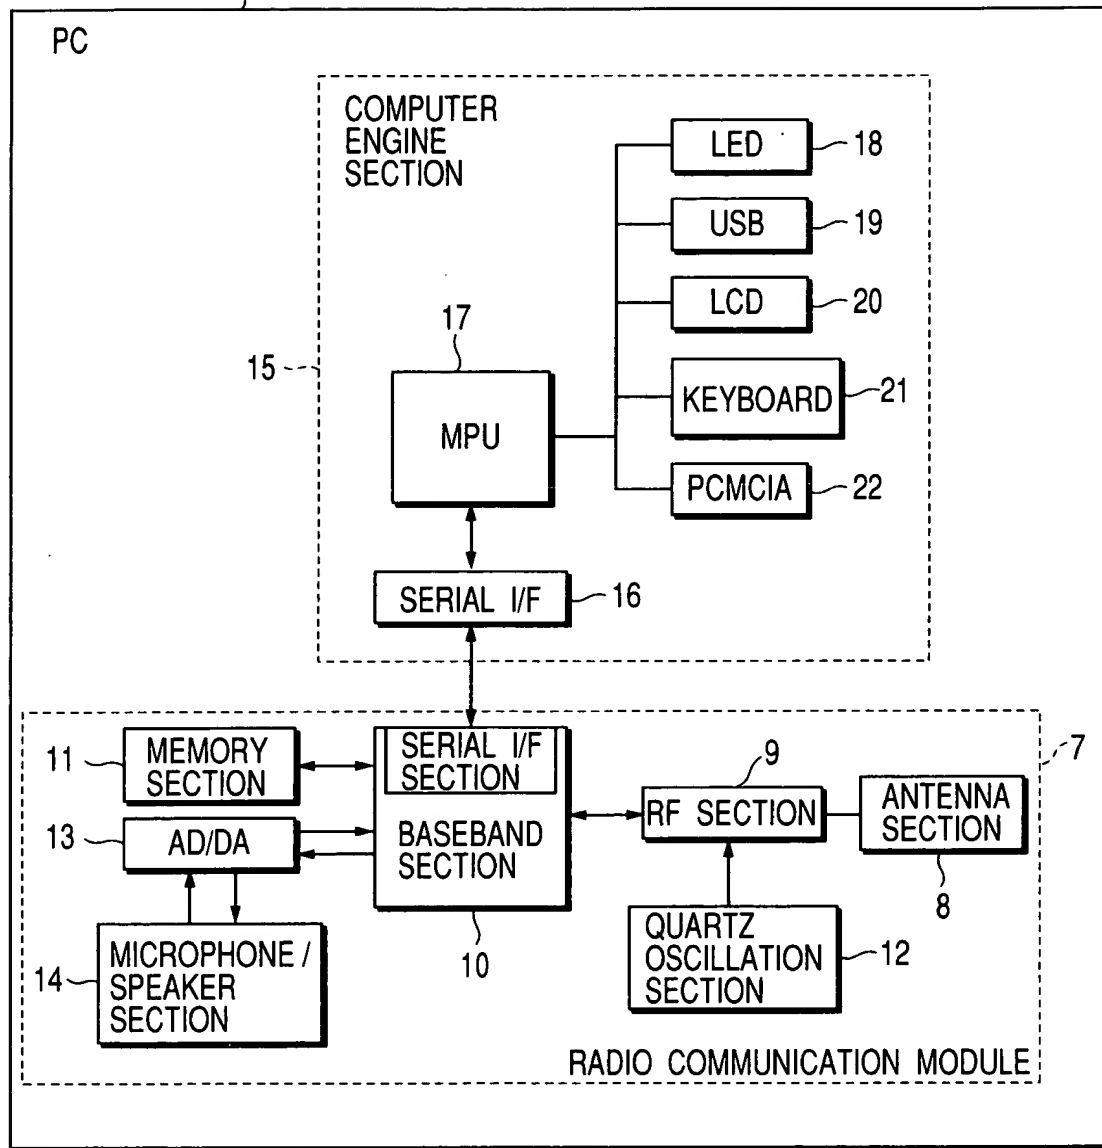 PC
COMPUTER
ENGINE
SECTION
LED
18
USB
19
LCD
20
17
15
KEYBOARD
21
MPU
PCMCIA
22
SERIAL I/F
16
11
MEMORY
SECTION
SERIAL I/F
SECTION
9
7
13
AD/DA
BASEBAND
SECTION
RF SECTION
ANTENNA
SECTION
8
14
MICROPHONE /
SPEAKER
SECTION
10
QUARTZ
OSCILLATION
SECTION
12
RADIO COMMUNICATION MODULE